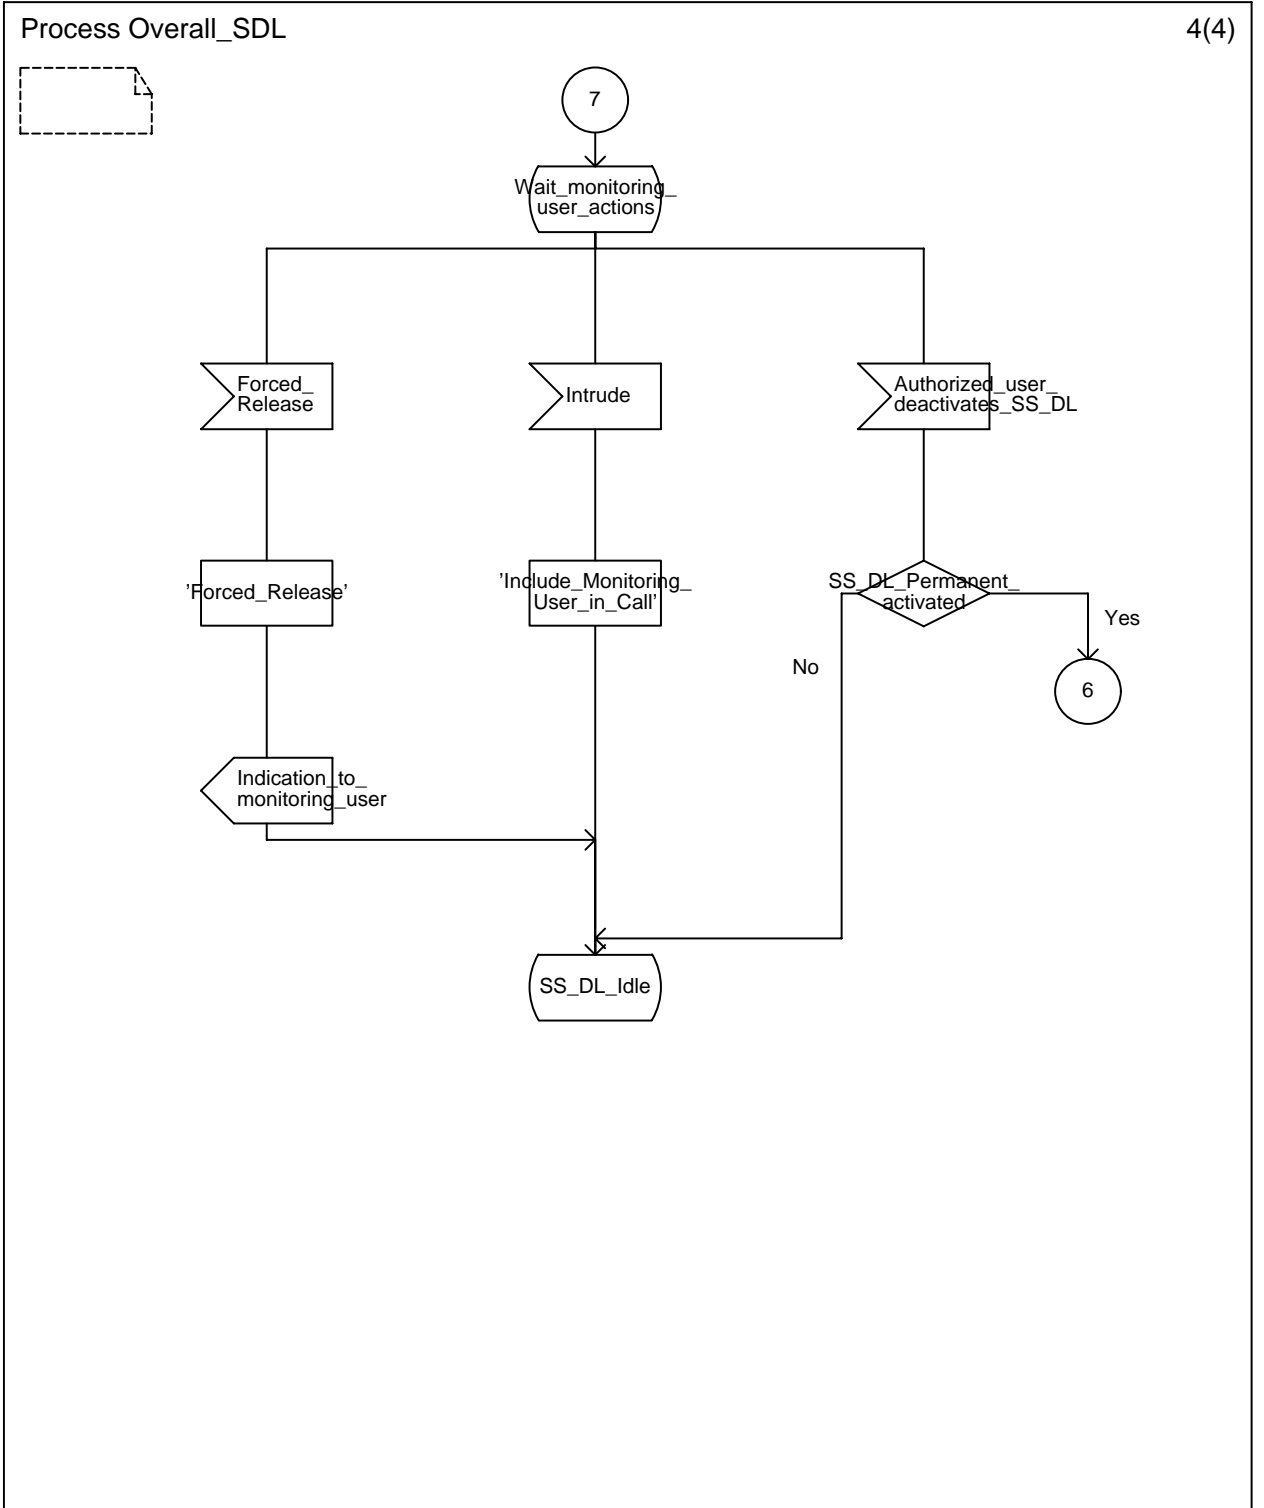 Process Overall_SDL
4(4)
7
Wait_monitoring_
user_actions
Forced_
Release
Intrude
Authorized_user_
deactivates_SS_DL
’Forced_Release’
’Include_Monitoring_
User_in_Call’
SS_DL_Permanent_
activated
Yes
No
6
Indication_to_
monitoring_user
SS_DL_Idle